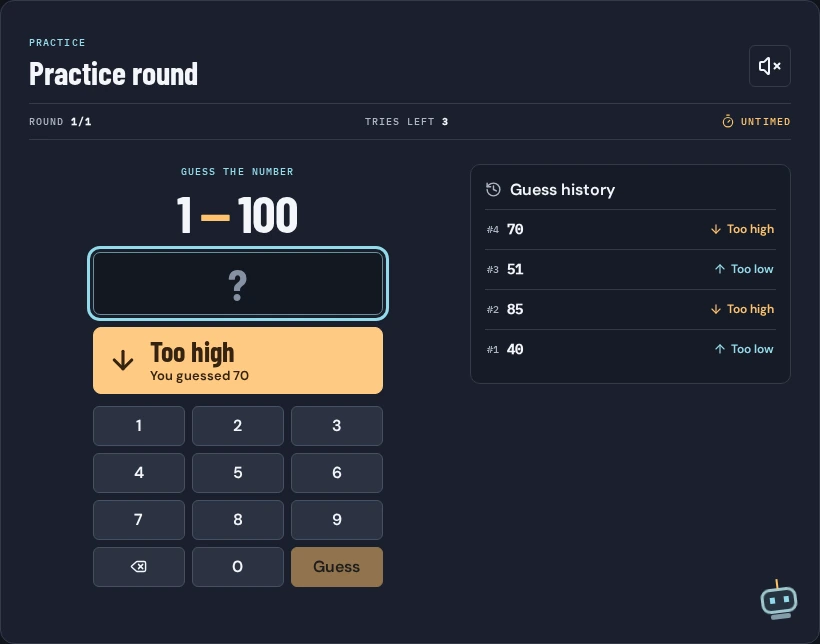 PRACTICE
Practice round
ROUND 1/1
TRIES LEFT 3
UNTIMED
GUESS THE NUMBER
1 — 100
?
Too high
You guessed 70
1 2 3
4 5 6
7 8 9
0 Guess
Guess history
#4 70 Too high
#3 51 Too low
#2 85 Too high
#1 40 Too low